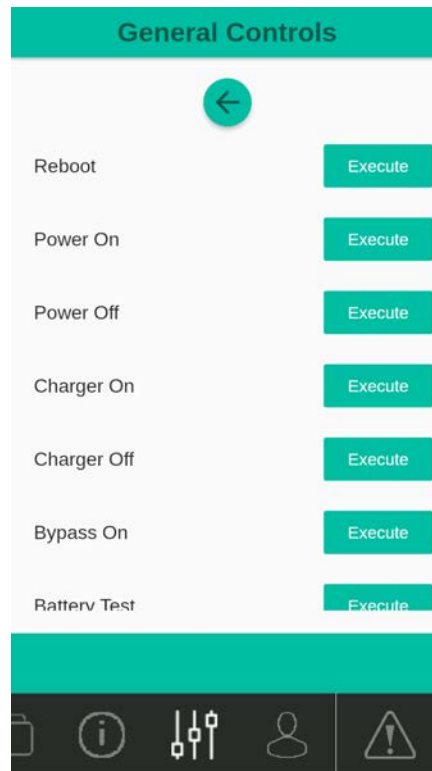 General Controls
Reboot Execute
Power On Execute
Power Off Execute
Charger On Execute
Charger Off Execute
Bypass On Execute
Battery Test Execute